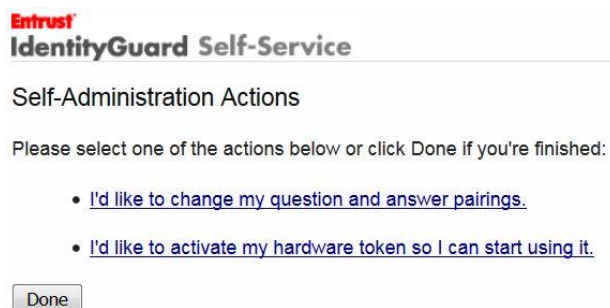 Entrust
IdentityGuard Self-Service
Self-Administration Actions
Please select one of the actions below or click Done if you're finished:
• I'd like to change my question and answer pairings.
• I'd like to activate my hardware token so I can start using it.
Done